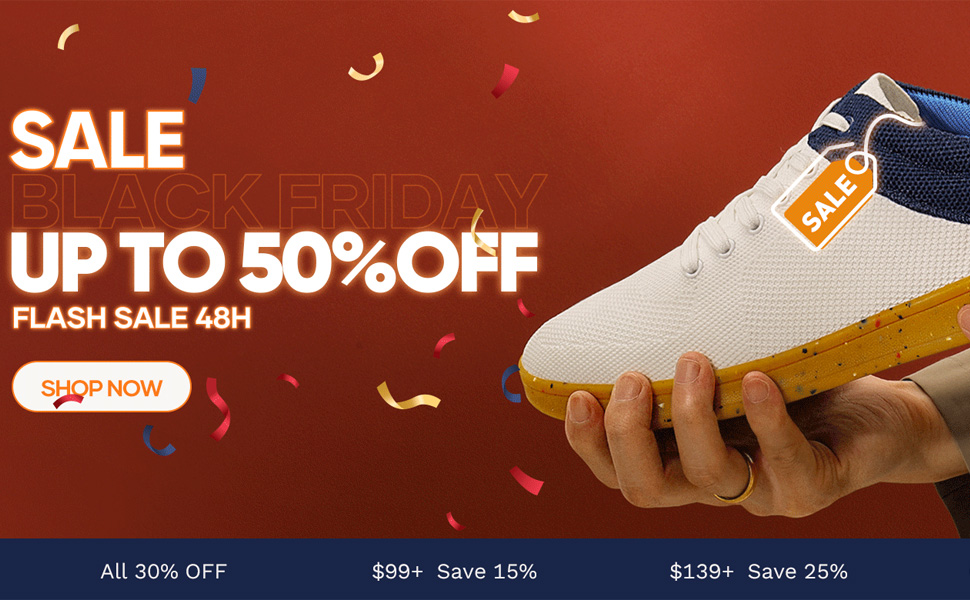 SALE
BLACK FRIDAY
UP TO 50%OFF
FLASH SALE 48H
SHOP NOW
SALE
All 30% OFF
$99+ Save 15%
$139+ Save 25%